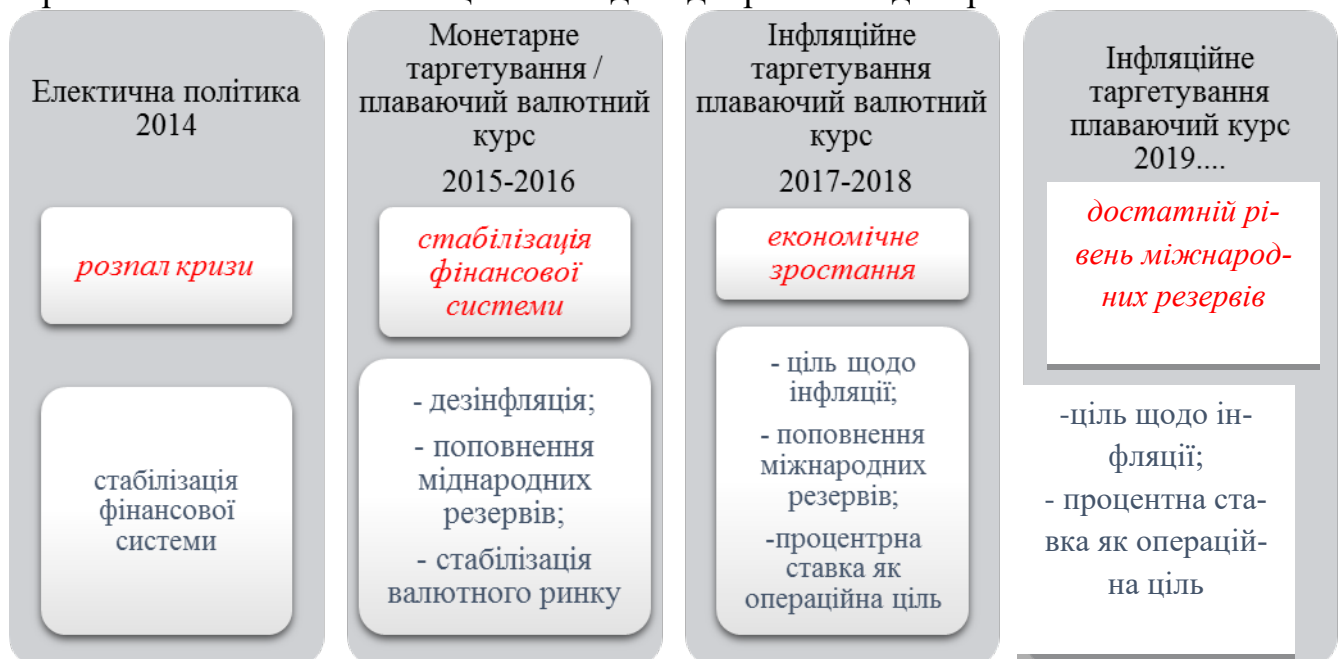 Електична політика
2014
розпал кризи
стабілізація
фінансової
системи
Монетарне
таргетування /
плаваючий валютний
курс
2015-2016
стабілізація
фінансової
системи
- дезінфляція;
- поповнення
міднародних
резервів;
- стабілізація
валютного ринку
Інфляційне
таргетування
плаваючий валютний
курс
2017-2018
економічне
зростання
- ціль щодо
інфляції;
- поповнення
міжнародних
резервів;
-процентрна
ставка як
операційна ціль
Інфляційне
таргетування
плаваючий курс
2019....
достатній рі-
вень міжнарод-
них резервів
-ціль щодо ін-
фляції;
- процентна ста-
вка як операцій-
на ціль